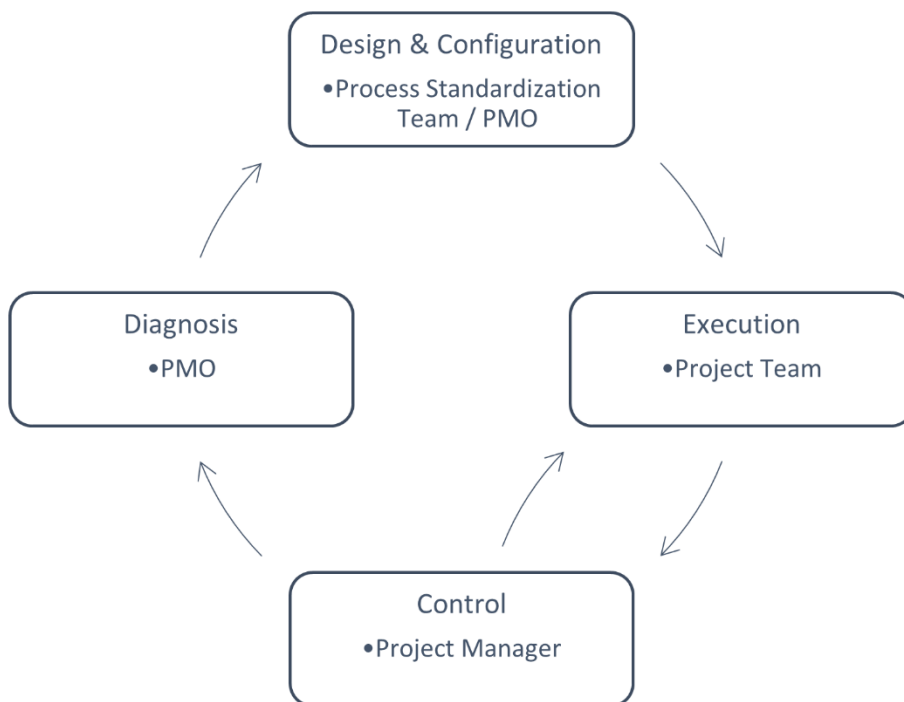 Design & Configuration
•Process Standardization
Team / PMO
Diagnosis
•PMO
Execution
•Project Team
Control
•Project Manager